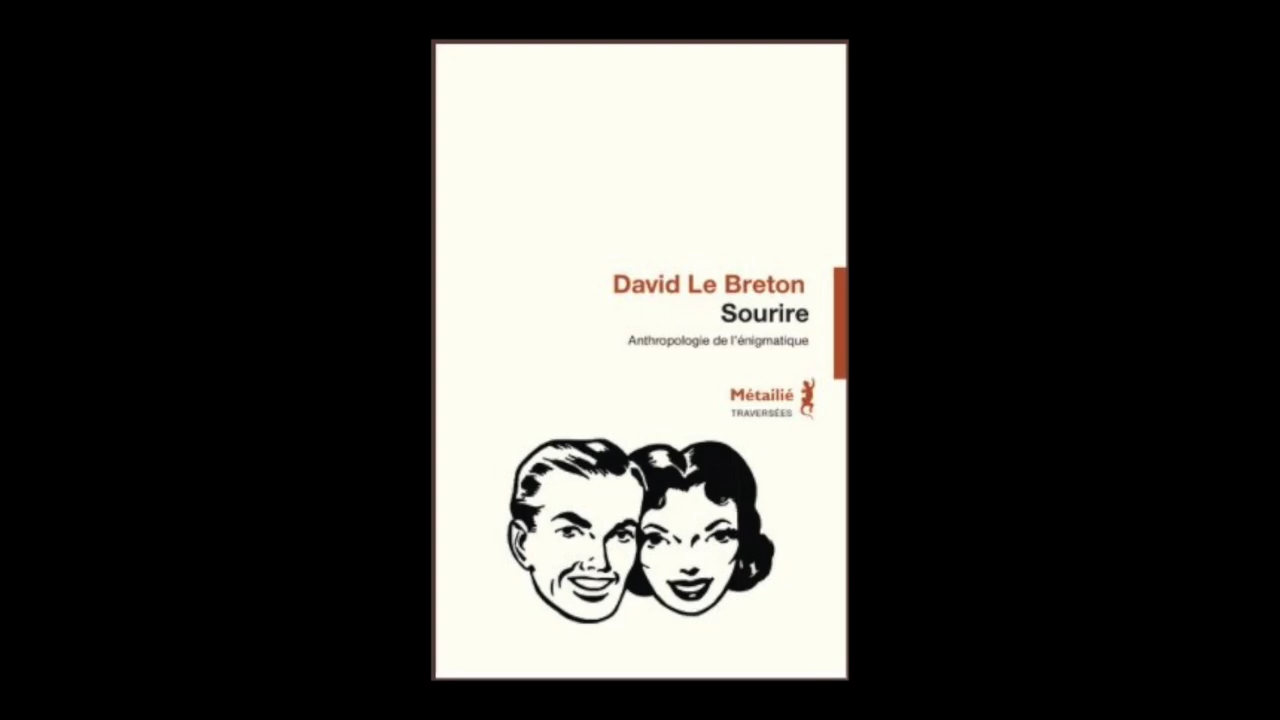 David Le Breton
Sourire
Anthropologie de l'énigmatique
Métailié
TRAVERSÉES